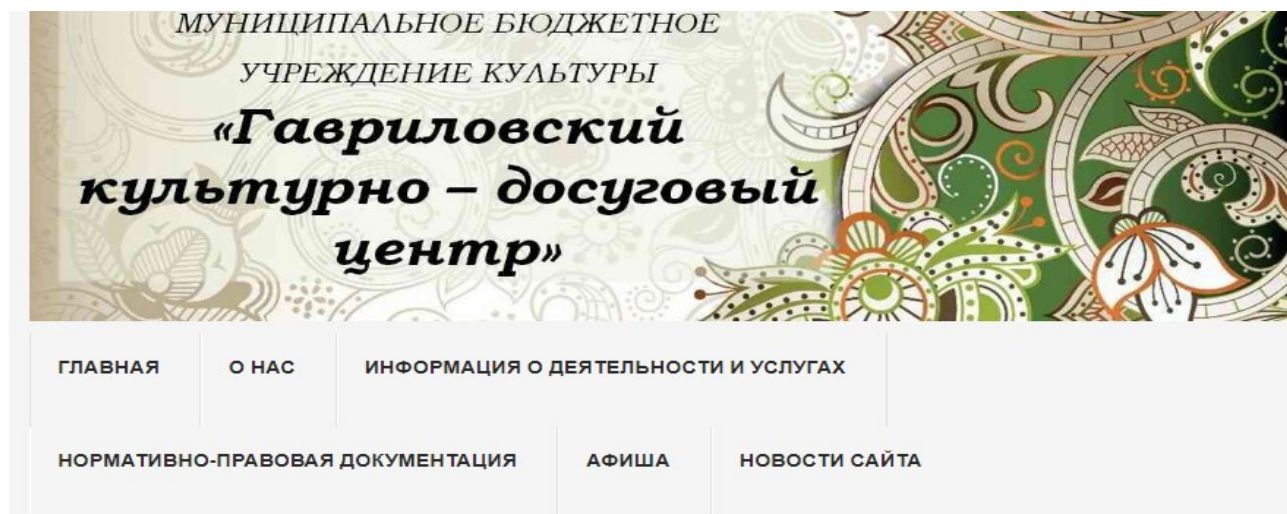 МУНИЦИПАЛЬНОЕ БЮДЖЕТНОЕ
УЧРЕЖДЕНИЕ КУЛЬТУРЫ
«Гавриловский
культурно – досуговый
центр»
ГЛАВНАЯ О НАС ИНФОРМАЦИЯ О ДЕЯТЕЛЬНОСТИ И УСЛУГАХ
НОРМАТИВНО-ПРАВОВАЯ ДОКУМЕНТАЦИЯ АФИША НОВОСТИ САЙТА